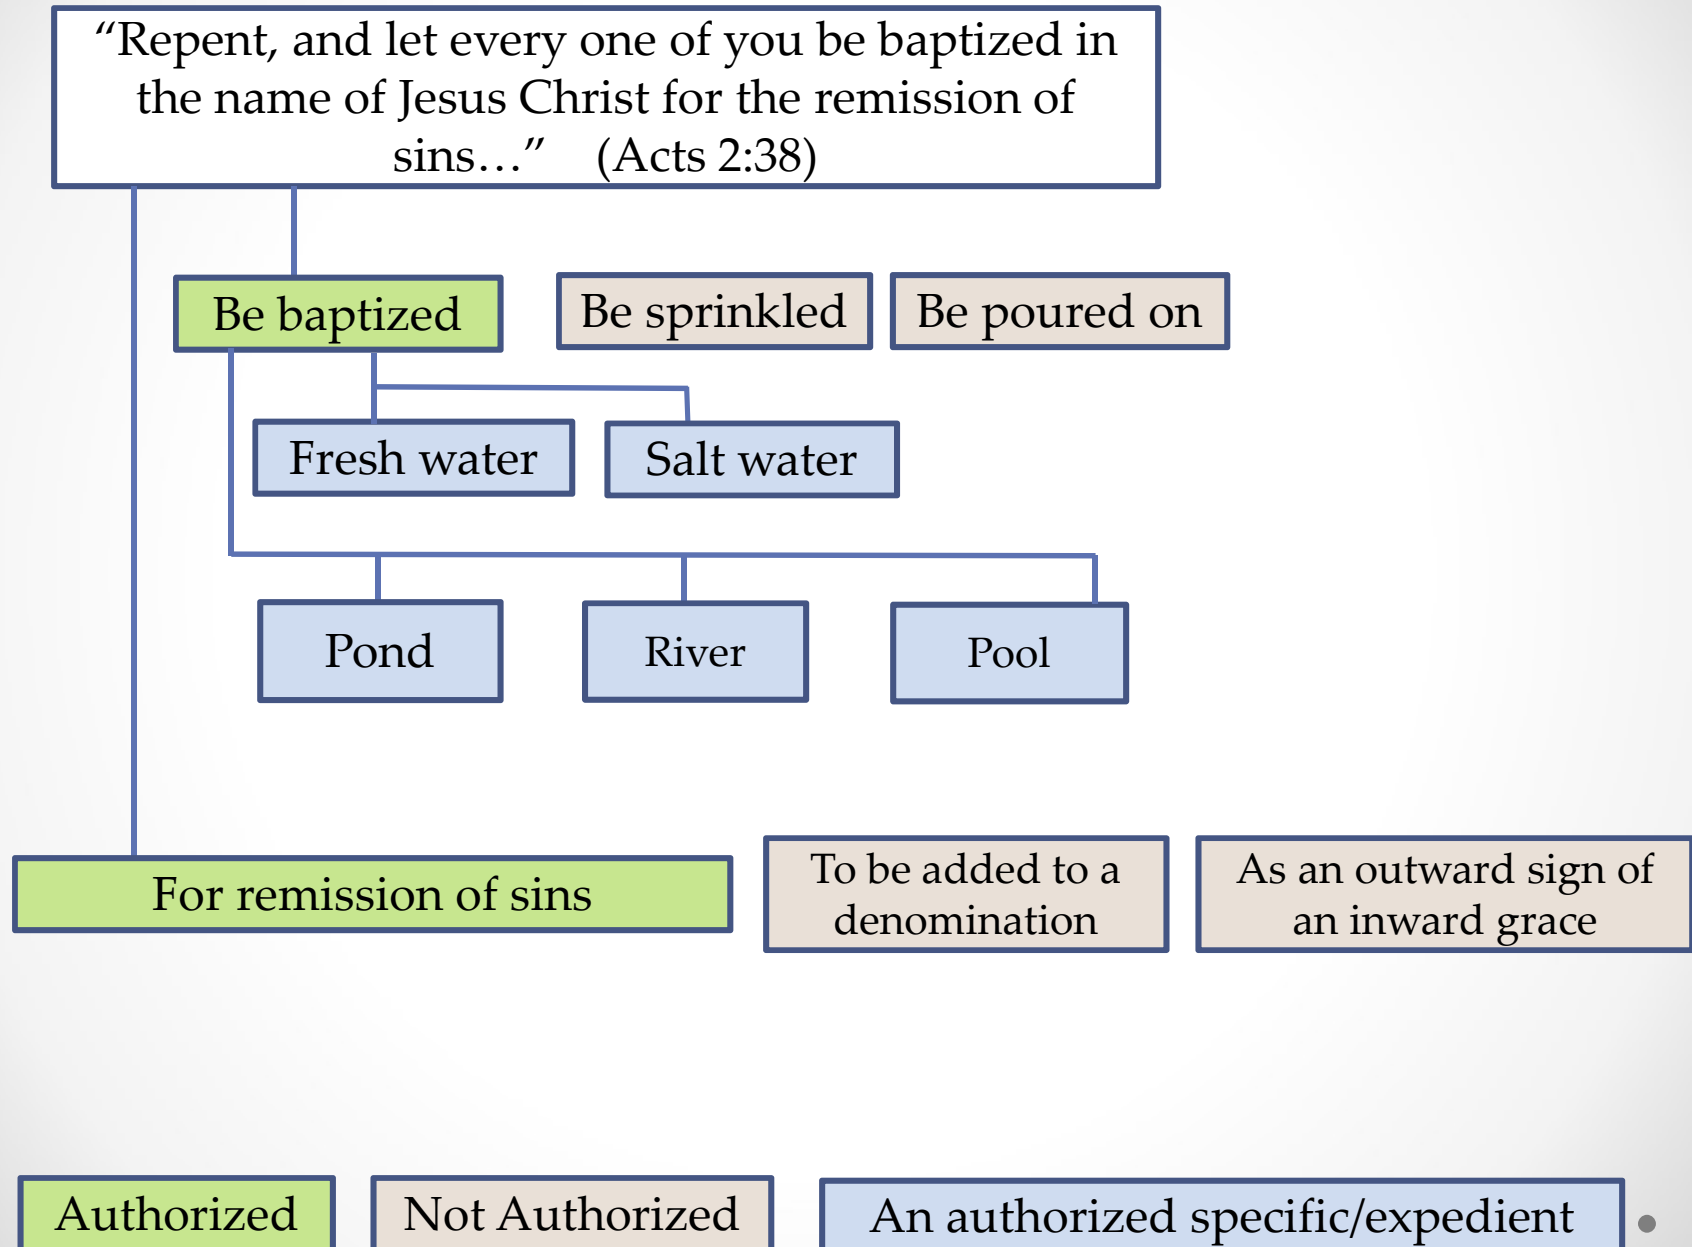 “Repent, and let every one of you be baptized in
the name of Jesus Christ for the remission of
sins…” (Acts 2:38)
Be baptized
Be sprinkled
Be poured on
Fresh water
Salt water
Pond
River
Pool
For remission of sins
To be added to a
denomination
As an outward sign of
an inward grace
Authorized
Not Authorized
An authorized specific/expedient